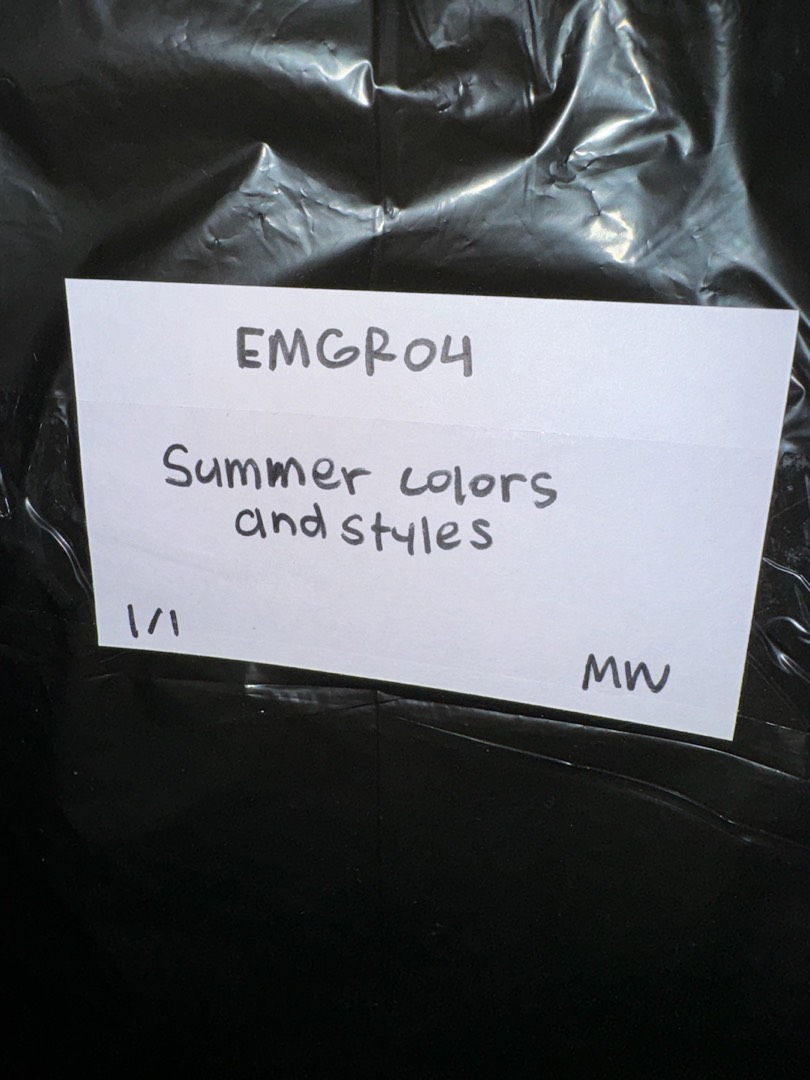 EMGR04
Summer colors
and styles
1/1
MW